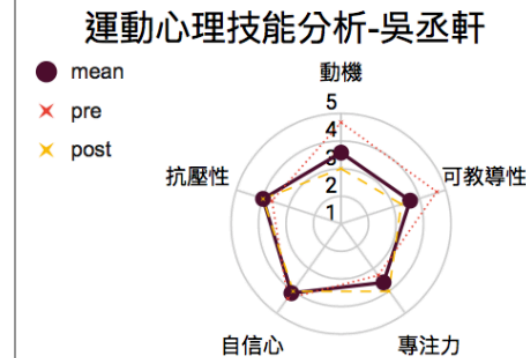 運動心理技能分析-吳丞軒
mean
pre
post
動機
5
4
3
2
1
抗壓性
可教導性
自信心
專注力